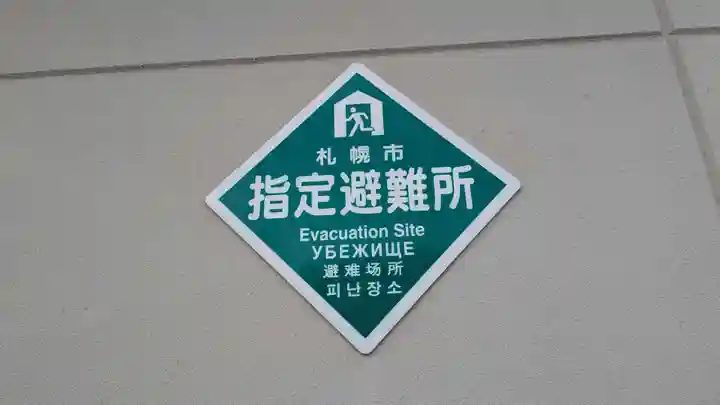 札幌市
指定避難所
Evacuation Site
УБЕЖИЩЕ
避难场所
피난장소